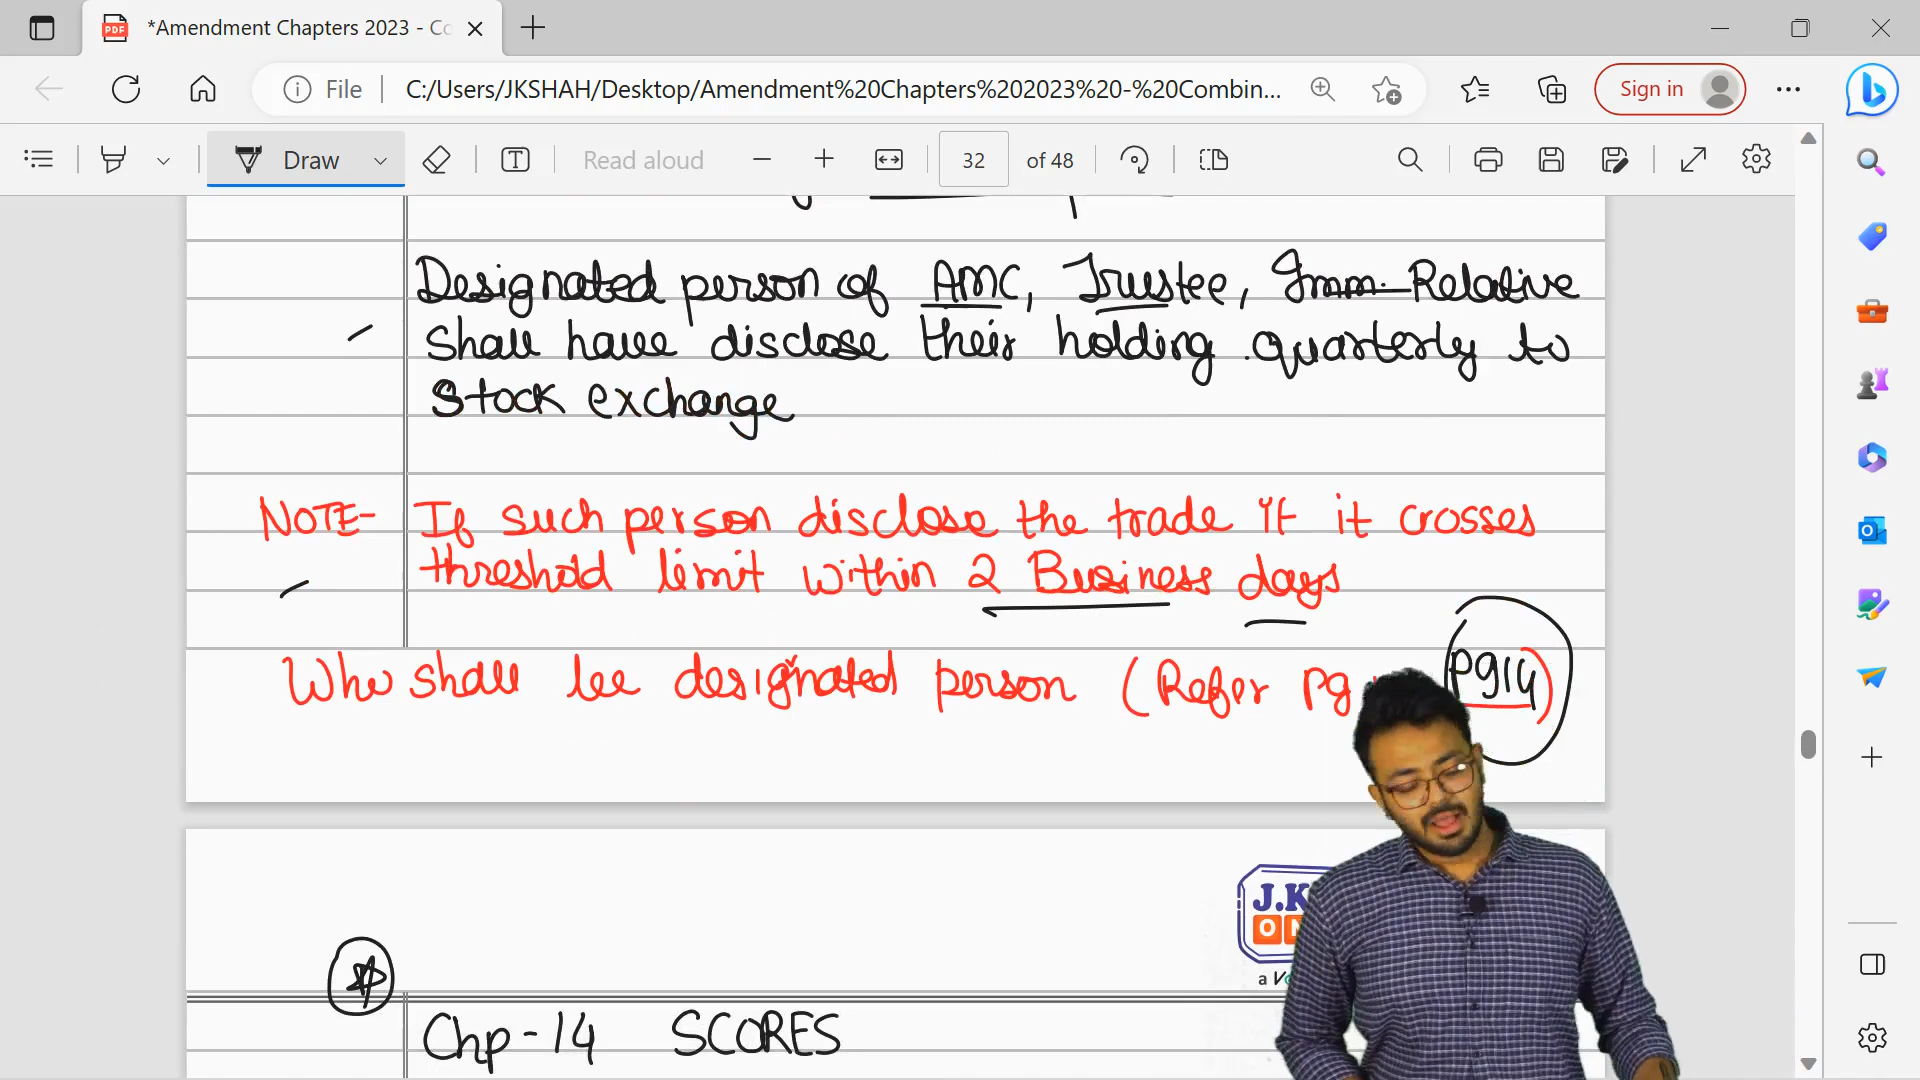 *Amendment Chapters 2023 - Co
File
C:/Users/JKSHAH/Desktop/Amendment%20Chapters%202023%20-%20Combin...
Sign in
Draw
Read aloud
32
of 48
Designated person of AMC, Trustee, Imm. Relative
shall have disclose their holding quarterly to
Stock exchange
NOTE- If such person disclose the trade if it crosses
threshold limit within 2 Business days
Who shall be designated person (Refer pg pg14)
J.K
ON
a Ve
Chp-14 SCORES